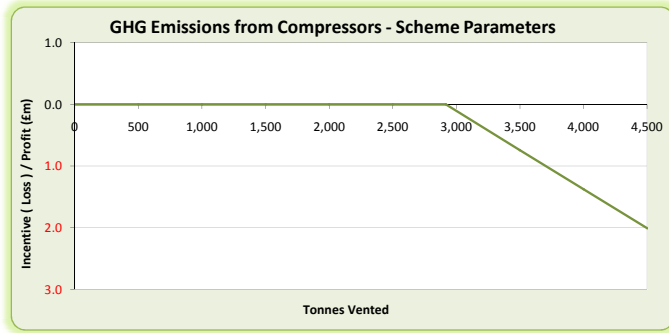 GHG Emissions from Compressors - Scheme Parameters
1.0
0.0
1.0
2.0
3.0
0 500 1,000 1,500 2,000 2,500 3,000 3,500 4,000 4,500
Incentive ( Loss ) / Profit (£m)
Tonnes Vented